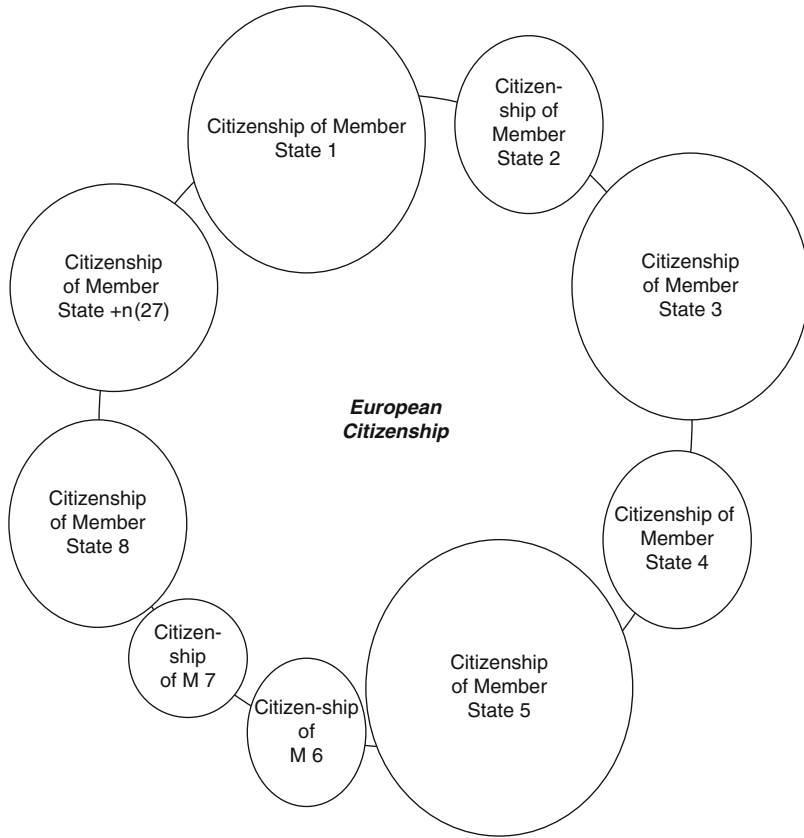 Citizenship of Member
State 1
Citizen-
ship of
Member
State 2
Citizenship
of Member
State 3
Citizenship of
Member
State 4
Citizenship
of Member
State 5
Citizen-ship
of
M 6
Citizen-
ship
of M 7
Citizenship
of Member
State 8
Citizenship
of Member
State +n(27)
European
Citizenship